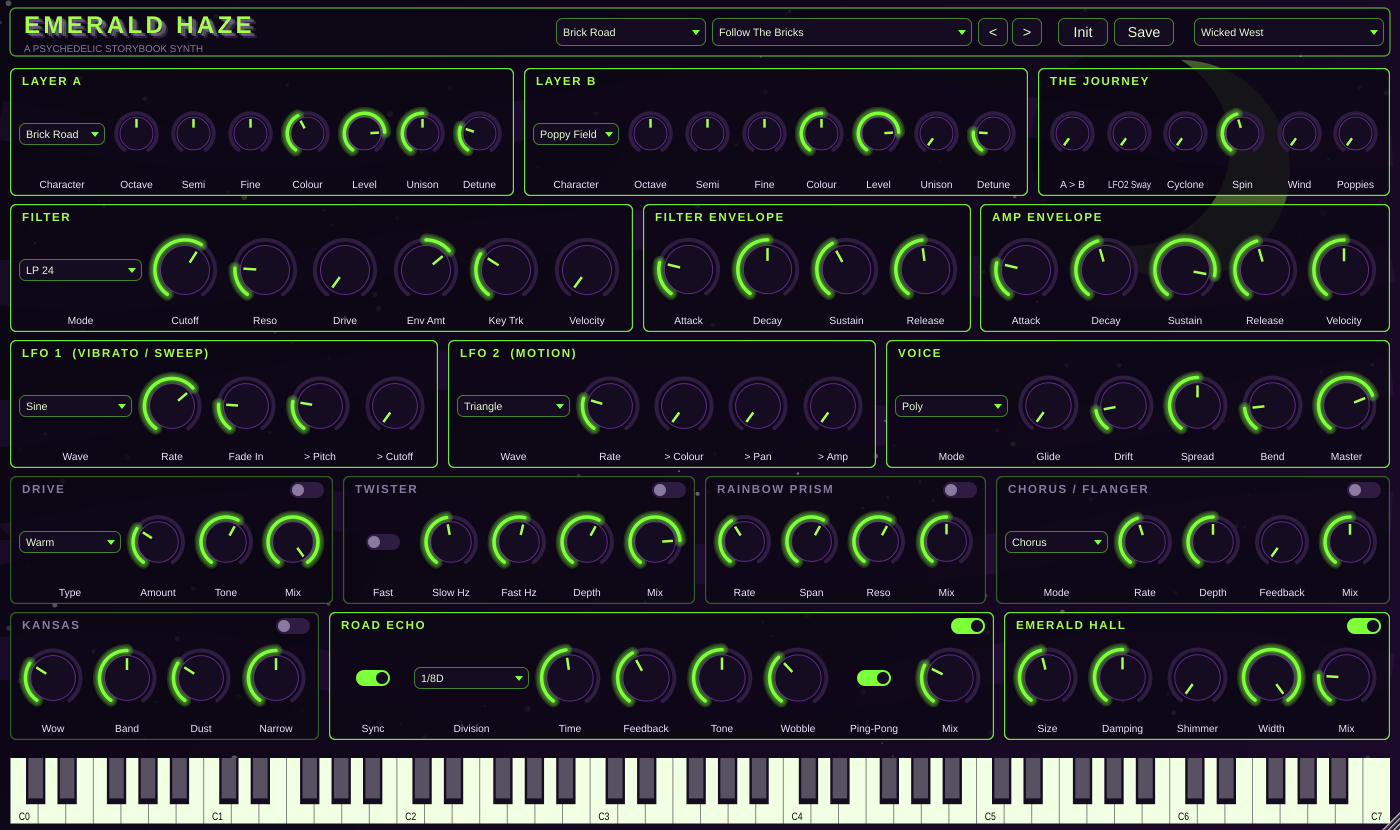 EMERALD HAZE
A PSYCHEDELIC STORYBOOK SYNTH
Brick Road Follow The Bricks < > Init Save Wicked West
LAYER A
Brick Road
Character Octave Semi Fine Colour Level Unison Detune
LAYER B
Poppy Field
Character Octave Semi Fine Colour Level Unison Detune
THE JOURNEY
A > B LFO2 Sway Cyclone Spin Wind Poppies
FILTER
LP 24
Mode Cutoff Reso Drive Env Amt Key Trk Velocity
FILTER ENVELOPE
Attack Decay Sustain Release
AMP ENVELOPE
Attack Decay Sustain Release Velocity
LFO 1 (VIBRATO / SWEEP)
Sine
Wave Rate Fade In > Pitch > Cutoff
LFO 2 (MOTION)
Triangle
Wave Rate > Colour > Pan > Amp
VOICE
Poly
Mode Glide Drift Spread Bend Master
DRIVE
Warm
Type Amount Tone Mix
TWISTER
Fast Slow Hz Fast Hz Depth Mix
RAINBOW PRISM
Rate Span Reso Mix
CHORUS / FLANGER
Chorus
Mode Rate Depth Feedback Mix
KANSAS
Wow Band Dust Narrow
ROAD ECHO
1/8D
Sync Division Time Feedback Tone Wobble Ping-Pong Mix
EMERALD HALL
Size Damping Shimmer Width Mix
C0 C1 C2 C3 C4 C5 C6 C7